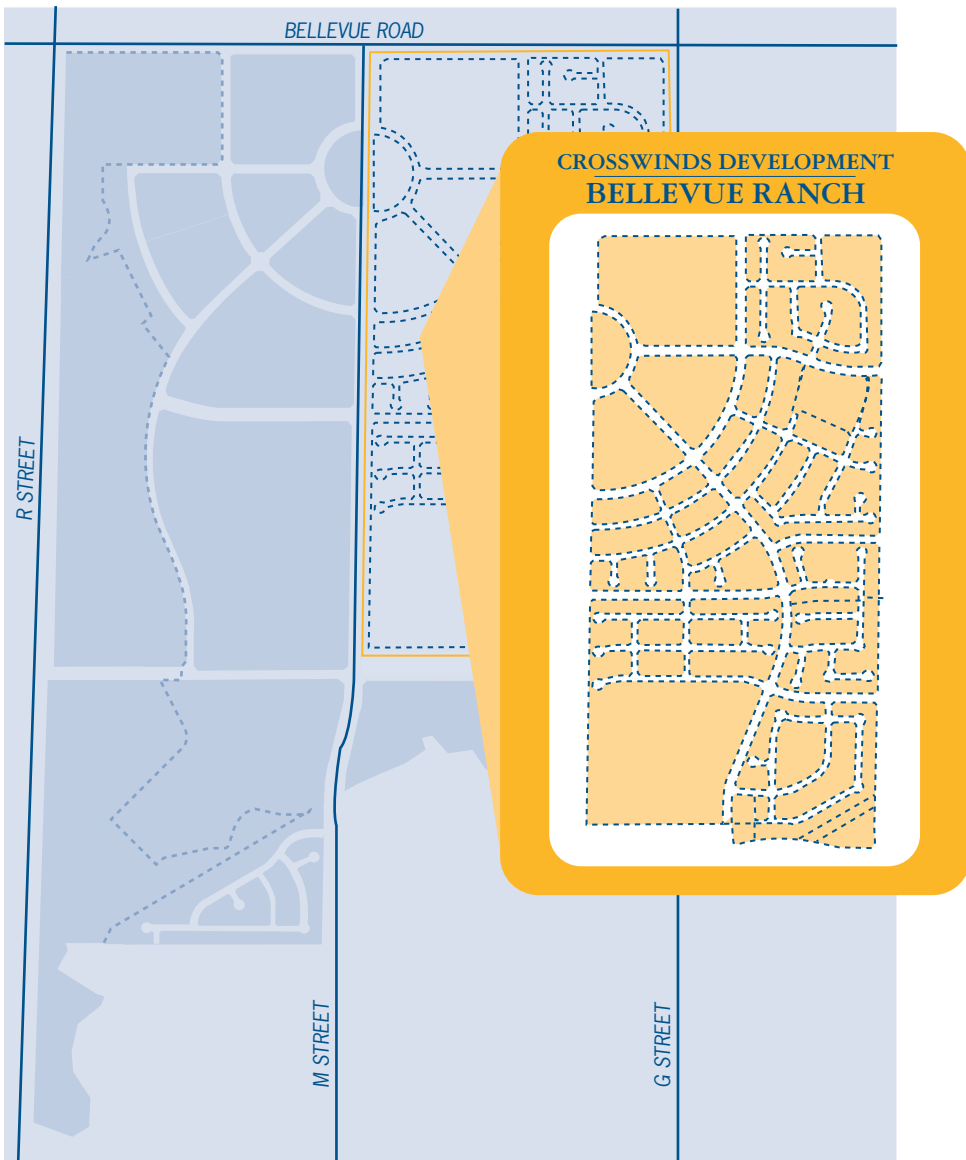 BELLEVUE ROAD
CROSSWINDS DEVELOPMENT
BELLEVUE RANCH
R STREET
M STREET
G STREET